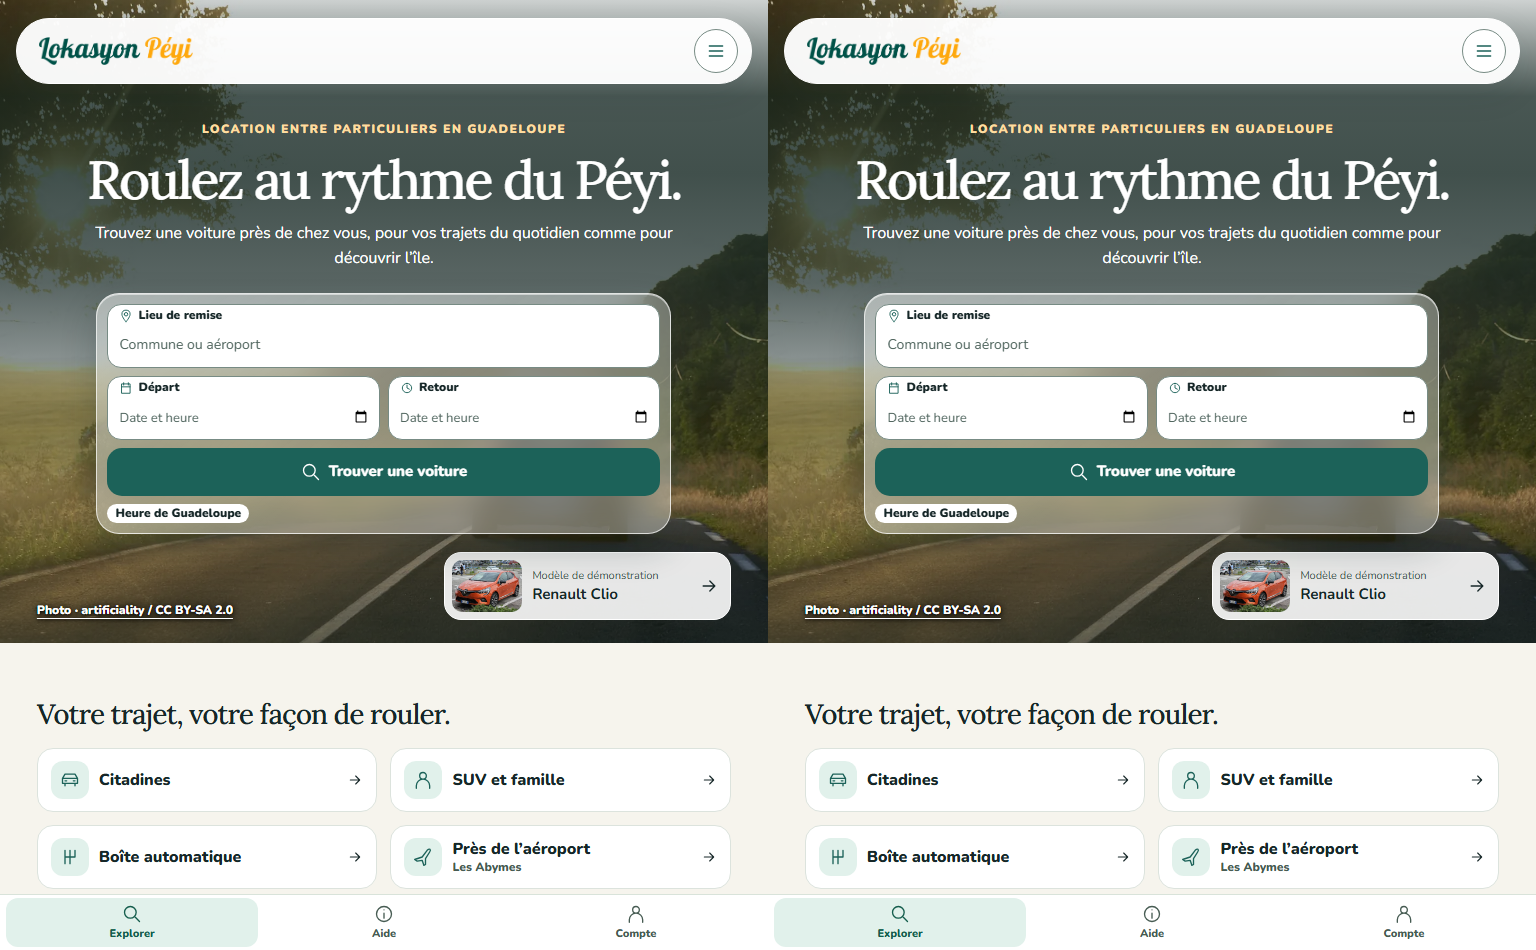 Lokasyon Péyi
LOCATION ENTRE PARTICULIERS EN GUADELOUPE
Roulez au rythme du Péyi.
Trouvez une voiture près de chez vous, pour vos trajets du quotidien comme pour
découvrir l’île.
Lieu de remise
Commune ou aéroport
Départ
Date et heure
Retour
Date et heure
Trouver une voiture
Heure de Guadeloupe
Modèle de démonstration
Renault Clio
Photo · artificiality / CC BY-SA 2.0
Votre trajet, votre façon de rouler.
Citadines
SUV et famille
Boîte automatique
Près de l’aéroport
Les Abymes
Explorer
Aide
Compte
Lokasyon Péyi
LOCATION ENTRE PARTICULIERS EN GUADELOUPE
Roulez au rythme du Péyi.
Trouvez une voiture près de chez vous, pour vos trajets du quotidien comme pour
découvrir l’île.
Lieu de remise
Commune ou aéroport
Départ
Date et heure
Retour
Date et heure
Trouver une voiture
Heure de Guadeloupe
Modèle de démonstration
Renault Clio
Photo · artificiality / CC BY-SA 2.0
Votre trajet, votre façon de rouler.
Citadines
SUV et famille
Boîte automatique
Près de l’aéroport
Les Abymes
Explorer
Aide
Compte